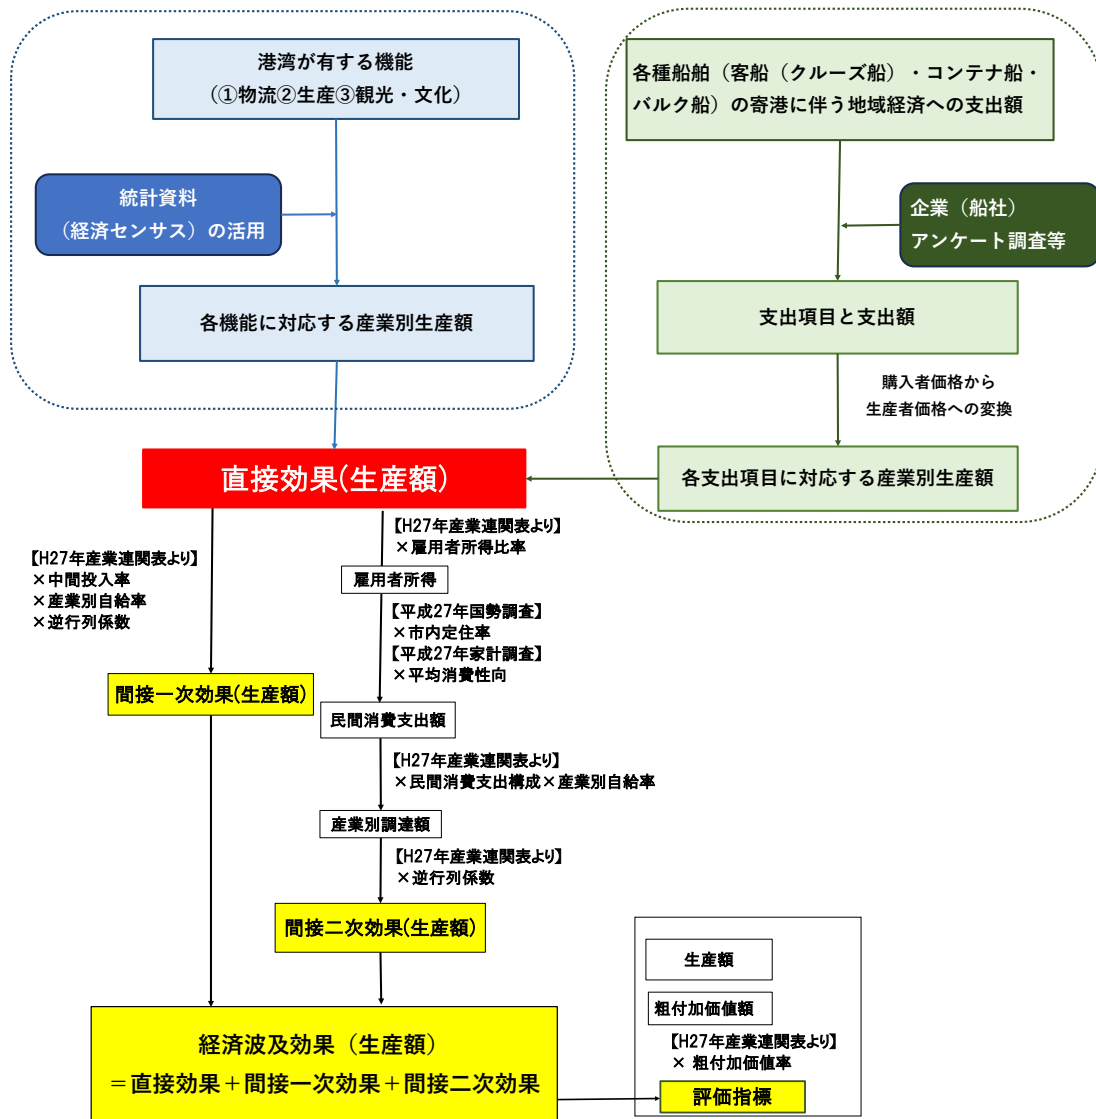 港湾が有する機能
（①物流②生産③観光・文化）
統計資料
（経済センサス）の活用
各機能に対応する産業別生産額
各種船舶（客船（クルーズ船）・コンテナ船・
バルク船）の寄港に伴う地域経済への支出額
企業（船社）
アンケート調査等
支出項目と支出額
購入者価格から
生産者価格への変換
各支出項目に対応する産業別生産額
直接効果(生産額)
【H27年産業連関表より】
×中間投入率
×産業別自給率
×逆行列係数
間接一次効果(生産額)
【H27年産業連関表より】
×雇用者所得比率
雇用者所得
【平成27年国勢調査】
×市内定住率
【平成27年家計調査】
×平均消費性向
民間消費支出額
【H27年産業連関表より】
×民間消費支出構成×産業別自給率
産業別調達額
【H27年産業連関表より】
×逆行列係数
間接二次効果(生産額)
経済波及効果（生産額）
＝直接効果＋間接一次効果＋間接二次効果
生産額
粗付加価値額
【H27年産業連関表より】
× 粗付加価値率
評価指標